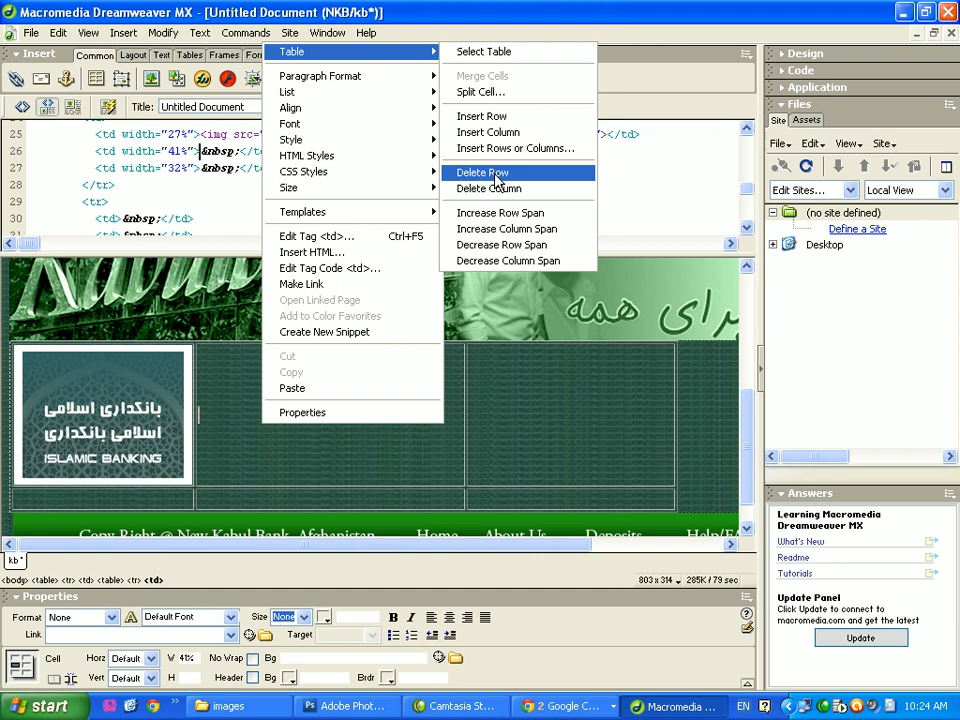 Macromedia Dreamweaver MX - [Untitled Document (NKB/kb*)]
File Edit View Insert Modify Text Commands Site Window Help
Insert Common Layout Text Tables Frames
Title: Untitled Document
25 <td width="27%"><img src="
></td>
26 <td width="41%">&nbsp;</t
27 <td width="32%">&nbsp;</t
28 </tr>
29 <tr>
30 <td>&nbsp;</td>
Table
Paragraph Format
List
Align
Font
Style
HTML Styles
CSS Styles
Size
Templates
Edit Tag <td>... Ctrl+F5
Insert HTML...
Edit Tag Code <td>...
Make Link
Open Linked Page
Add to Color Favorites
Create New Snippet
Cut
Copy
Paste
Properties
Select Table
Merge Cells
Split Cell...
Insert Row
Insert Column
Insert Rows or Columns...
Delete Row
Delete Column
Increase Row Span
Increase Column Span
Decrease Row Span
Decrease Column Span
برای همه
بانکداری اسلامی
اسلامی بانکداری
ISLAMIC BANKING
Copy Right @ New Kabul Bank, Afghanistan Home About Us Deposits
kb*
<body> <table> <tr> <td> <table> <tr> <td>
803 x 314 285K / 79 sec
Properties
Format None Default Font Size None B I
Link Target
Cell Horz Default W 41% No Wrap Bg
Vert Default H Header Bg Brdr
Design
Code
Application
Files
Site Assets
File Edit View Site
Edit Sites... Local View
(no site defined)
Define a Site
Desktop
Answers
Learning Macromedia
Dreamweaver MX
What's New
Readme
Tutorials
Update Panel
Click Update to connect to
macromedia.com and get the latest
Update
start images Adobe Phot... Camtasia St... 2 Google C... Macromedia ... EN 10:24 AM